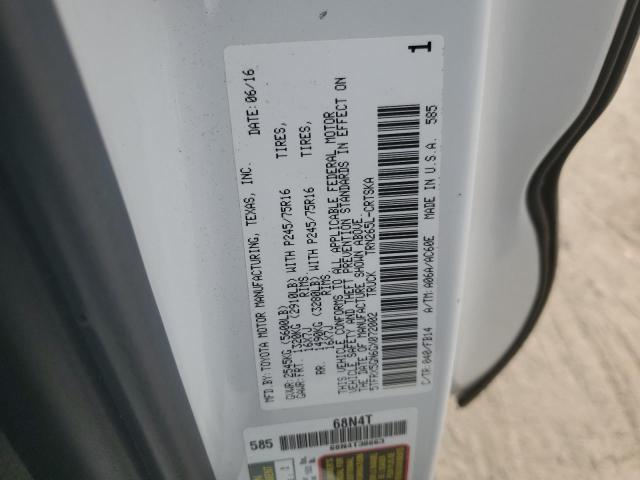 MFD BY: TOYOTA MOTOR MANUFACTURING, TEXAS, INC. DATE: 06/16
GVWR: 2545KG (5600LB)
GAWR: FRT. 1320KG (2910LB) WITH P245/75R16 TIRES,
16X7J RIMS
RR. 1490KG (3280LB) WITH P245/75R16 TIRES,
16X7J RIMS
THIS VEHICLE CONFORMS TO ALL APPLICABLE FEDERAL MOTOR
VEHICLE SAFETY AND THEFT PREVENTION STANDARDS IN EFFECT ON
THE DATE OF MANUFACTURE SHOWN ABOVE.
5TFRX5GN6GX072002 TRUCK TRN265L-CRTSKA
C/TR: 040/FB14 A/TM: A06A/AC60E MADE IN U.S.A. 585
1
68N4T
585
68N4T30663